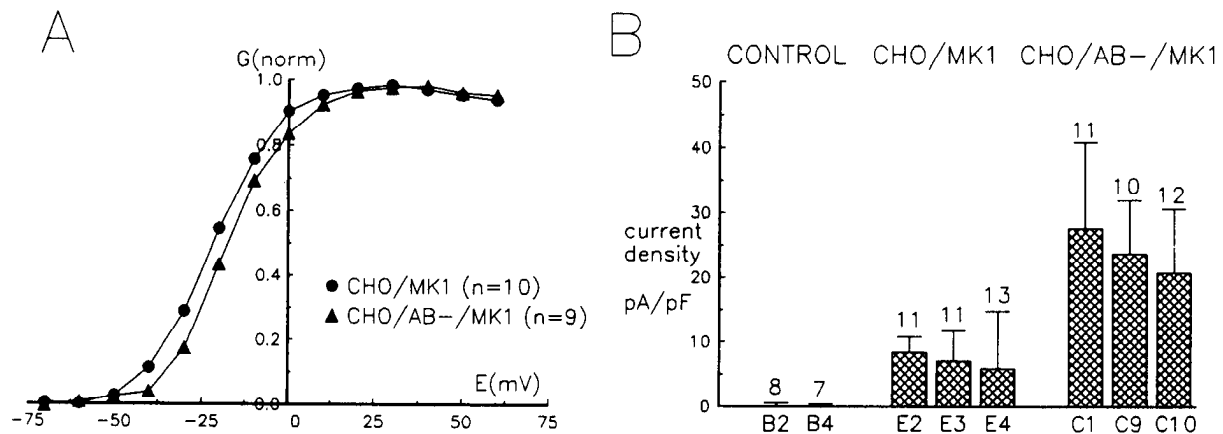 A
G(norm)
1.0
0.8
0.6
0.4
0.2
0.0
CHO/MK1 (n=10)
CHO/AB-/MK1 (n=9)
E(mV)
-75 -50 -25 0 25 50 75
B
CONTROL CHO/MK1 CHO/AB-/MK1
50
40
30
20
10
0
current
density
pA/pF
8 7 11 11 13 11 10 12
B2 B4 E2 E3 E4 C1 C9 C10